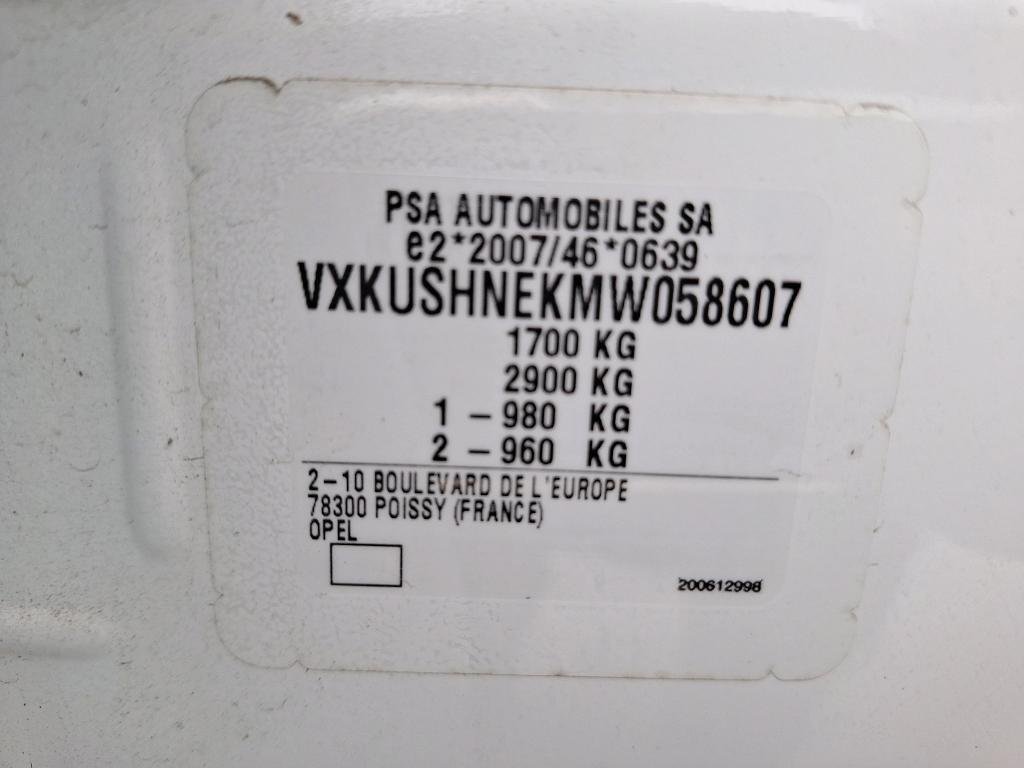 PSA AUTOMOBILES SA
e2*2007/46*0639
VXKUSHNEKMW058607
1700 KG
2900 KG
1 - 980 KG
2 - 960 KG
2-10 BOULEVARD DE L'EUROPE
78300 POISSY (FRANCE)
OPEL
200612998